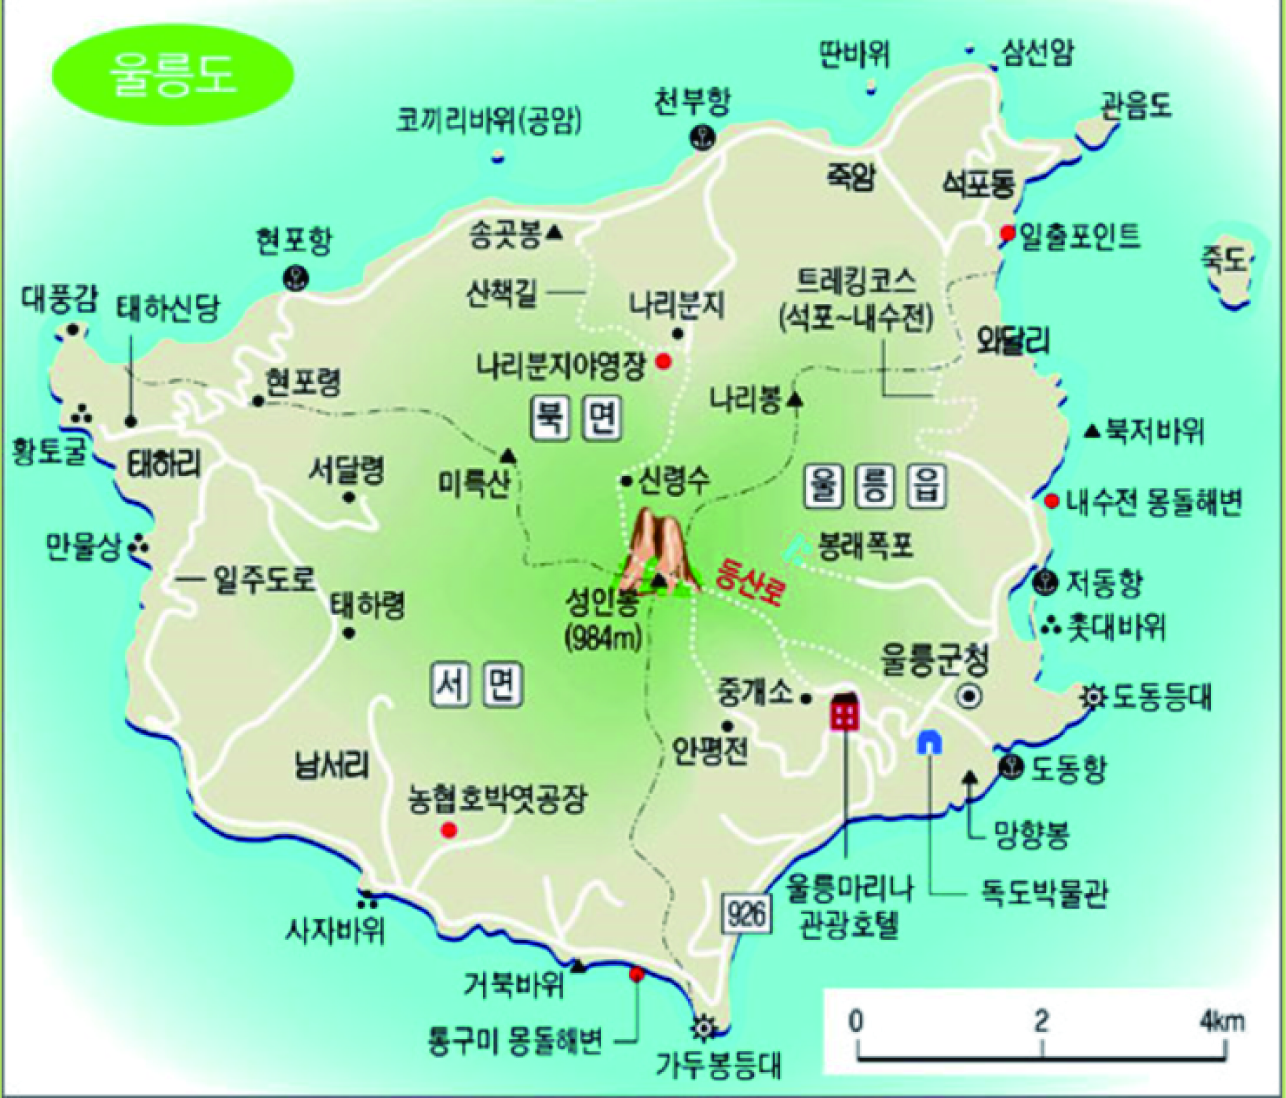 울릉도
딴바위
삼선암
천부항
관음도
코끼리바위(공암)
죽암
석포동
송곳봉
일출포인트
현포항
죽도
산책길
트레킹코스
(석포~내수전)
대풍감
태하신당
나리분지
와달리
나리분지야영장
현포령
나리봉
북면
북저바위
황토굴
태하리
서달령
미륵산
신령수
울릉읍
내수전 몽돌해변
만물상
봉래폭포
일주도로
등산로
저동항
태하령
성인봉
(984m)
촛대바위
울릉군청
서면
중개소
도동등대
안평전
남서리
도동항
농협호박엿공장
망향봉
울릉마리나
관광호텔
독도박물관
926
사자바위
거북바위
통구미 몽돌해변
가두봉등대
0 2 4km